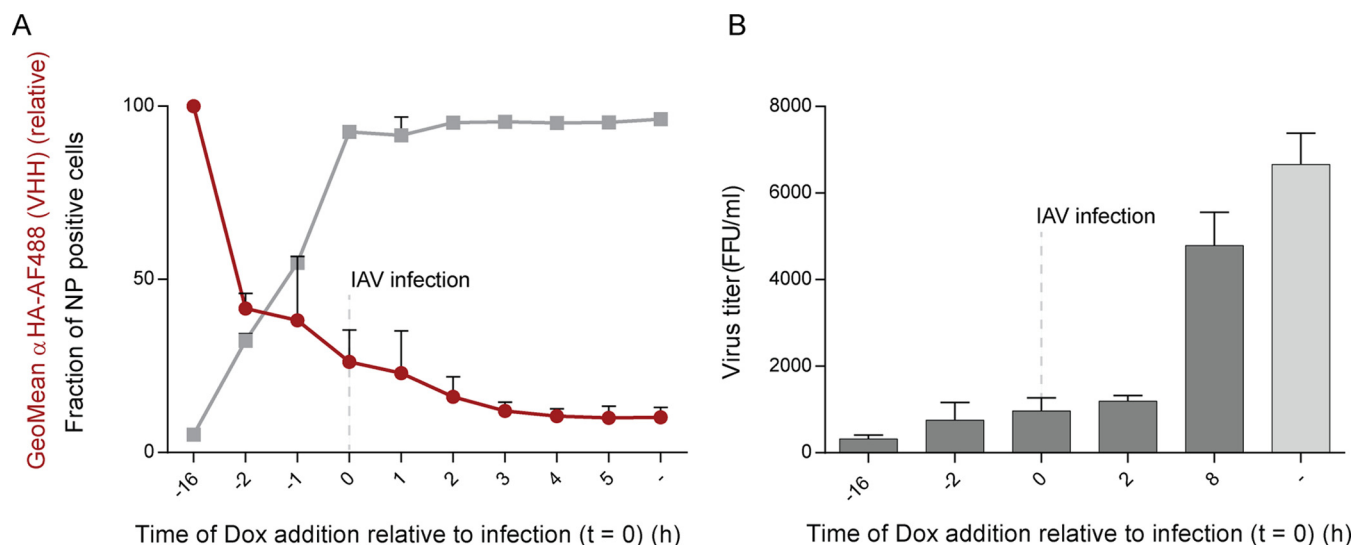 A
GeoMean α HA-AF488 (VHH) (relative)
Fraction of NP positive cells
100
50
0
IAV infection
-16
-2
-1
0
1
2
3
4
5
-
Time of Dox addition relative to infection (t = 0) (h)
B
Virus titer(FFU/ml)
8000
6000
4000
2000
0
IAV infection
-16
-2
0
2
8
-
Time of Dox addition relative to infection (t = 0) (h)